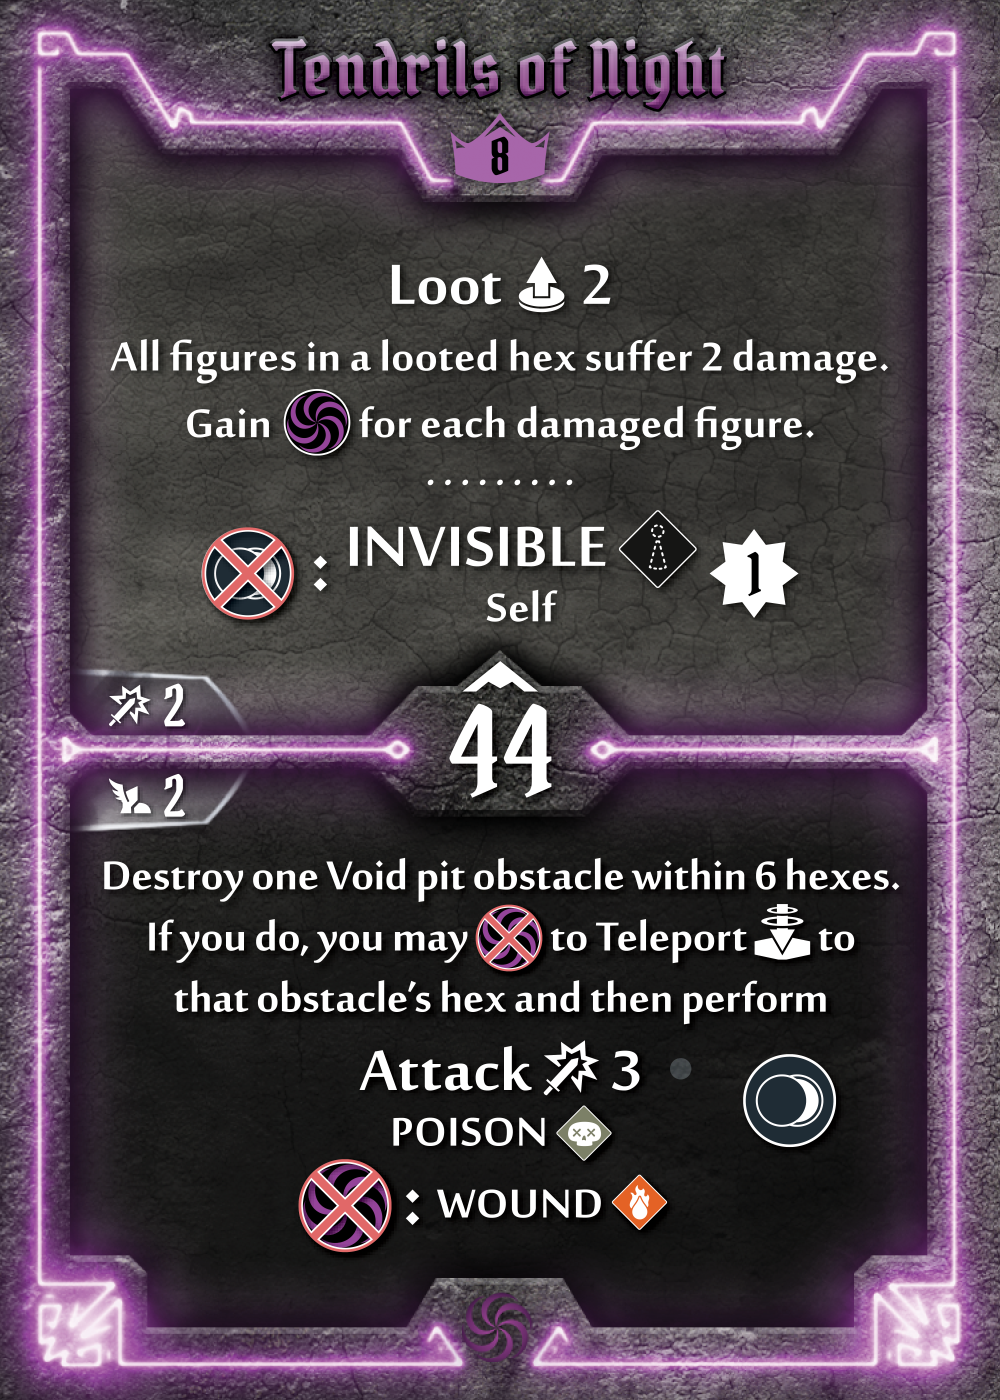 Tendrils of Night
8
Loot 2
All figures in a looted hex suffer 2 damage.
Gain for each damaged figure.
.........
: INVISIBLE 1
Self
2
44
2
Destroy one Void pit obstacle within 6 hexes.
If you do, you may to Teleport to
that obstacle's hex and then perform
Attack 3
POISON
: WOUND